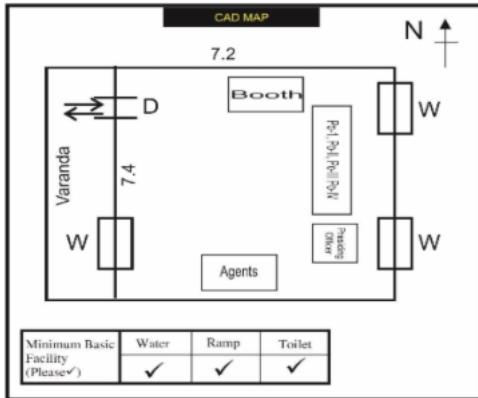 CAD MAP
N
7.2
Booth
D
W
Po-I, Po-II, Po-III Po-IV
Varanda
7.4
W
Presiding
Officer
W
Agents
Minimum Basic Facility (Please✓)
Water
Ramp
Toilet
✓
✓
✓